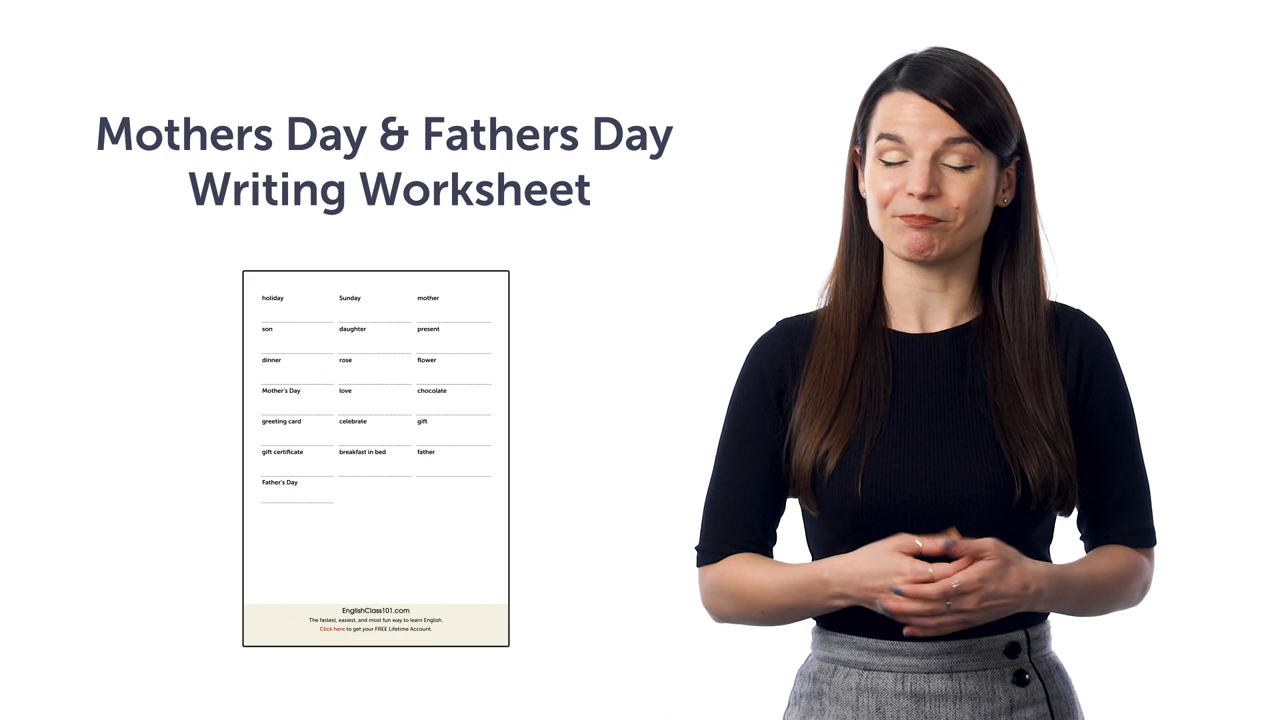 Mothers Day & Fathers Day
Writing Worksheet
holiday Sunday mother
son daughter present
dinner rose flower
Mother's Day love chocolate
greeting card celebrate gift
gift certificate breakfast in bed father
Father's Day
EnglishClass101.com
The fastest, easiest, and most fun way to learn English.
Click here to get your FREE Lifetime Account.